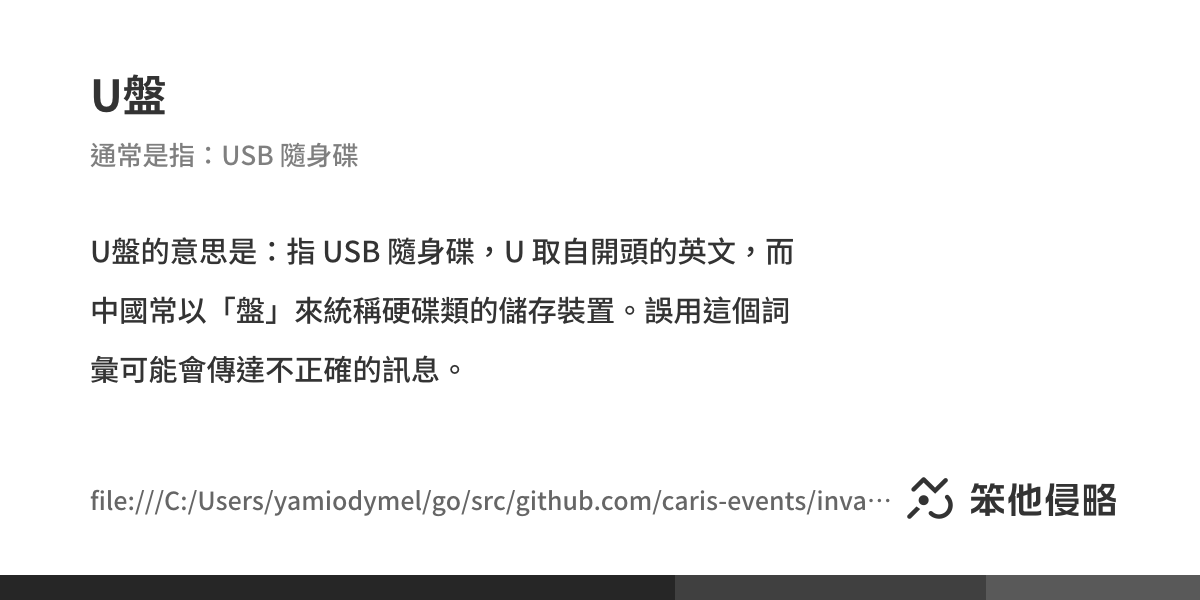 U盤
通常是指：USB 隨身碟
U盤的意思是：指 USB 隨身碟，U 取自開頭的英文，而
中國常以「盤」來統稱硬碟類的儲存裝置。誤用這個詞
彙可能會傳達不正確的訊息。
file:///C:/Users/yamiodymel/go/src/github.com/caris-events/inva⋯
笨他侵略